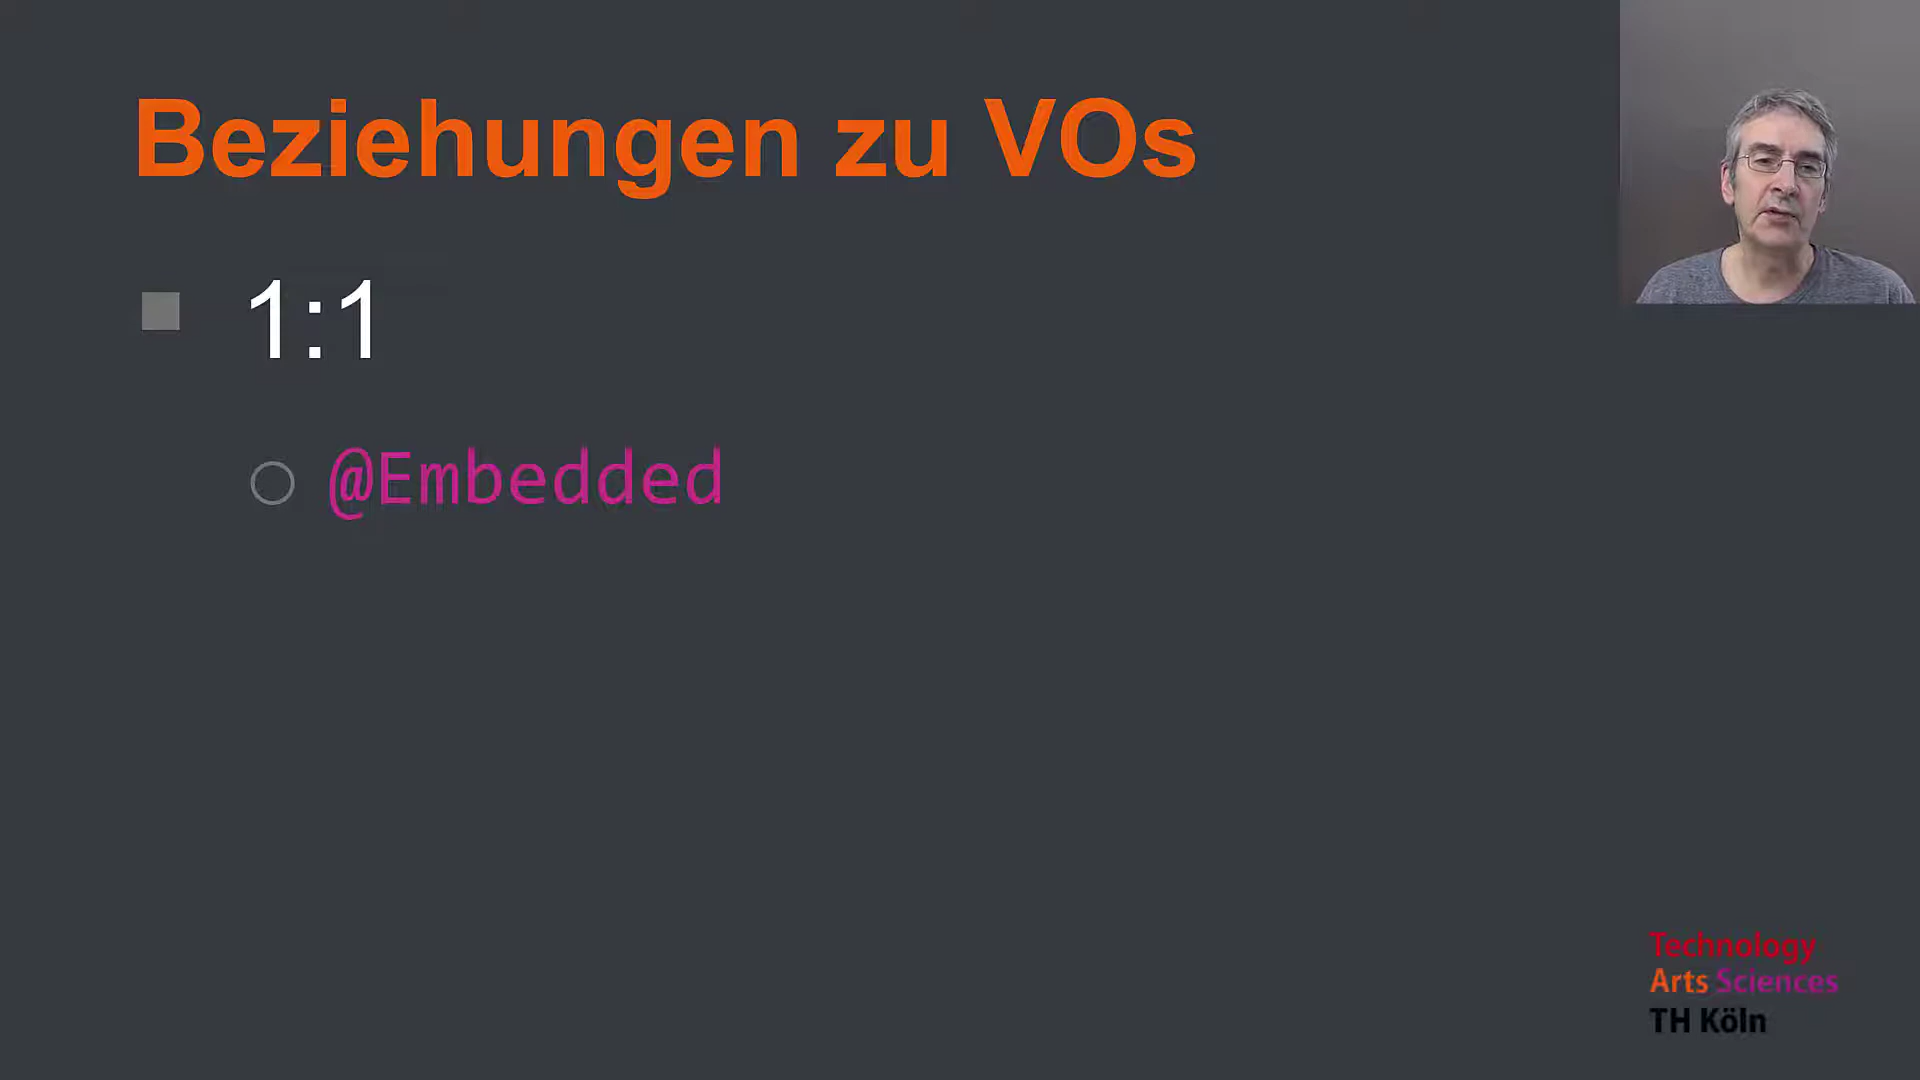 Beziehungen zu VOs
1:1
@Embedded
Technology
Arts Sciences
TH Köln